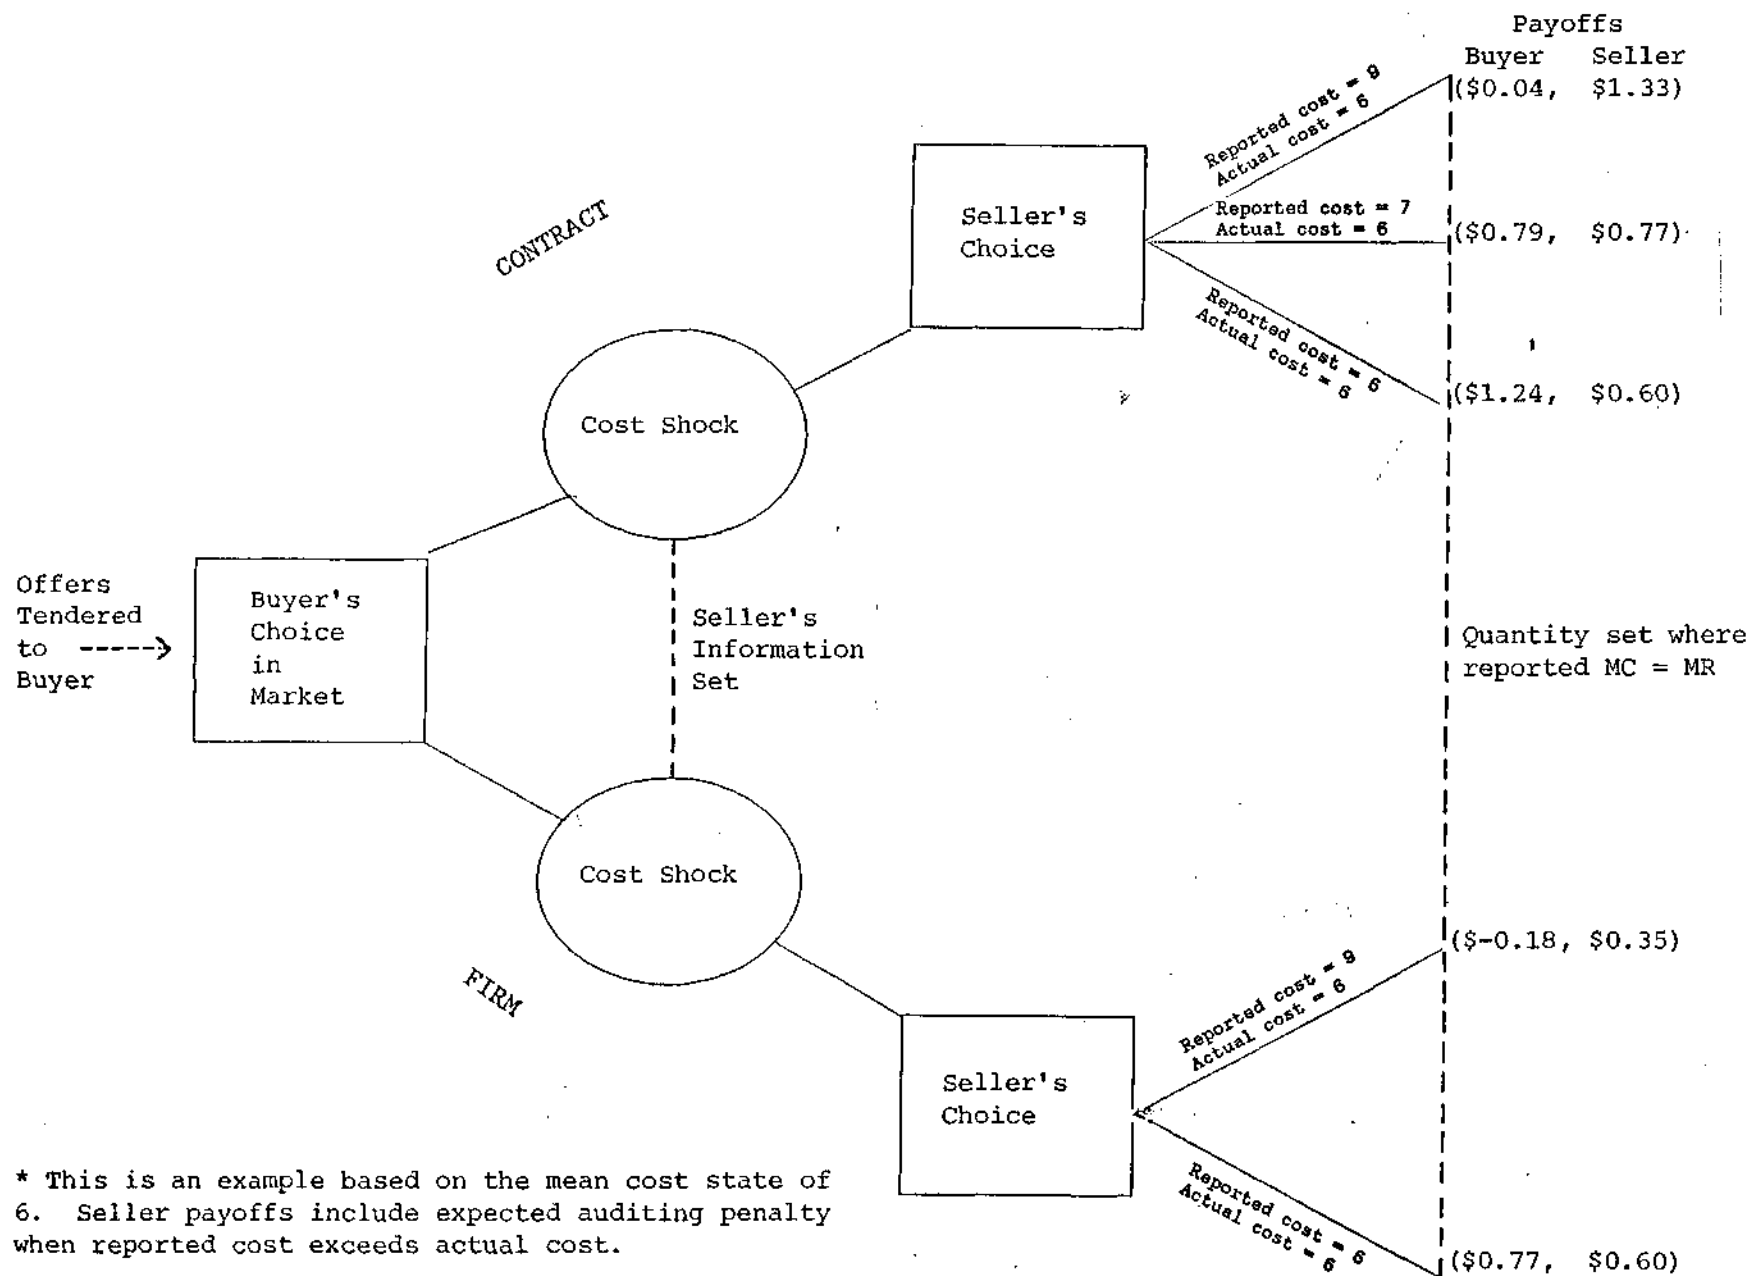 Payoffs
Buyer Seller
($0.04, $1.33)
Reported cost = 9
Actual cost = 6
CONTRACT
Seller's
Choice
Reported cost = 7
Actual cost = 6
($0.79, $0.77)
Reported cost = 6
Actual cost = 6
($1.24, $0.60)
Cost Shock
Offers
Tendered
to
Buyer
Buyer's
Choice
in
Market
Seller's
Information
Set
Quantity set where
reported MC = MR
Cost Shock
FIRM
($-0.18, $0.35)
Reported cost = 9
Actual cost = 6
Seller's
Choice
Reported cost = 6
Actual cost = 6
($0.77, $0.60)
* This is an example based on the mean cost state of
6. Seller payoffs include expected auditing penalty
when reported cost exceeds actual cost.